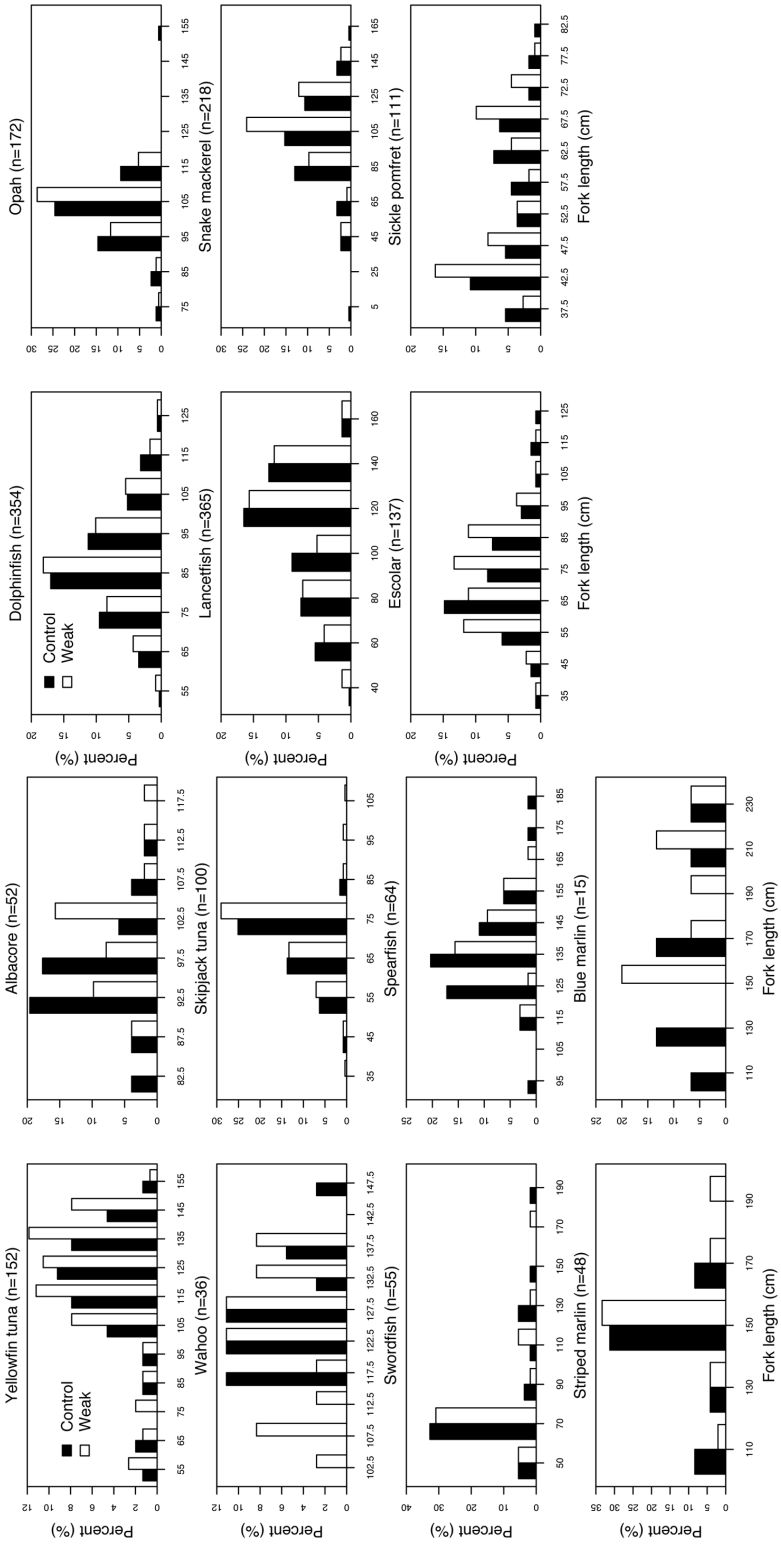 Yellowfin tuna (n=152)
Percent (%)
0 2 4 6 8 10 12
Control
Weak
55 65 75 85 95 105 115 125 135 145 155
Albacore (n=52)
0 5 10 15 20
82.5 87.5 92.5 97.5 102.5 107.5 112.5 117.5
Dolphinfish (n=354)
Percent (%)
0 5 10 15 20
Control
Weak
55 65 75 85 95 105 115 125
Opah (n=172)
0 5 10 15 20 25 30
75 85 95 105 115 125 135 145 155
Wahoo (n=36)
Percent (%)
0 2 4 6 8 10 12
102.5 107.5 112.5 117.5 122.5 127.5 132.5 137.5 142.5 147.5
Skipjack tuna (n=100)
0 5 10 15 20 25 30
35 45 55 65 75 85 95 105
Lancetfish (n=365)
Percent (%)
0 5 10 15 20
40 60 80 100 120 140 160
Snake mackerel (n=218)
0 5 10 15 20 25 30
5 25 45 65 85 105 125 145 165
Swordfish (n=55)
Percent (%)
0 10 20 30 40
50 70 90 110 130 150 170 190
Spearfish (n=64)
0 5 10 15 20 25
95 105 115 125 135 145 155 165 175 185
Escolar (n=137)
Percent (%)
0 5 10 15 20
35 45 55 65 75 85 95 105 115 125
Fork length (cm)
Sickle pomfret (n=111)
0 5 10 15 20
37.5 42.5 47.5 52.5 57.5 62.5 67.5 72.5 77.5 82.5
Fork length (cm)
Striped marlin (n=48)
Percent (%)
0 5 10 15 20 25 30 35
110 130 150 170 190
Fork length (cm)
Blue marlin (n=15)
0 5 10 15 20 25
110 130 150 170 190 210 230
Fork length (cm)